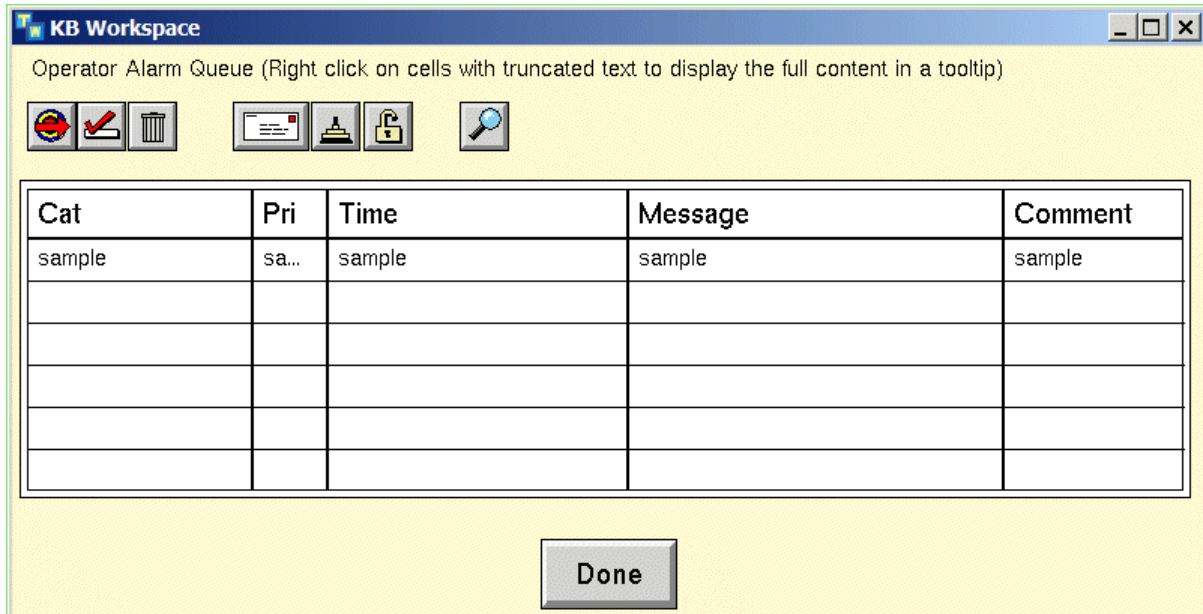 TW KB Workspace
Operator Alarm Queue (Right click on cells with truncated text to display the full content in a tooltip)
Cat Pri Time Message Comment
sample sa... sample sample sample
Done